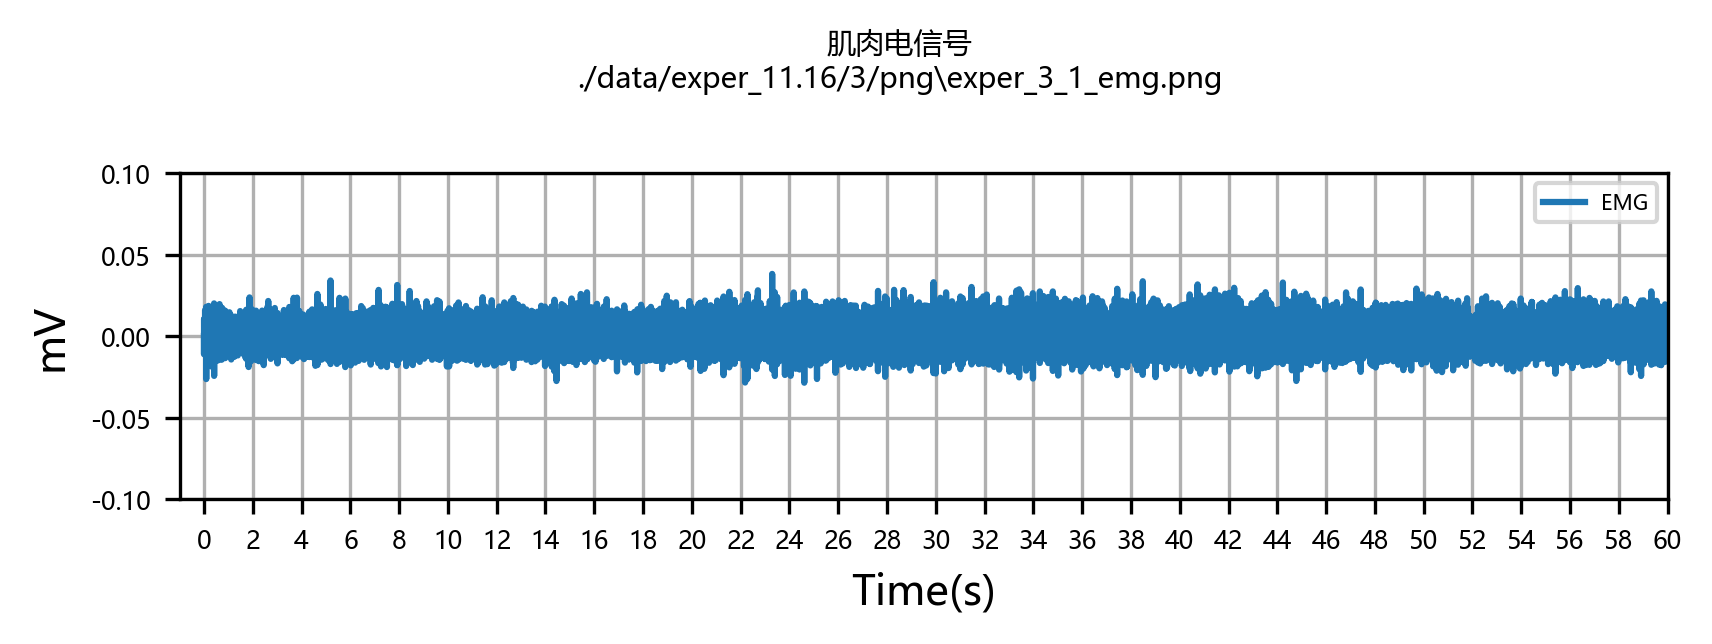 肌肉电信号
./data/exper_11.16/3/png\exper_3_1_emg.png
0.10
0.05
0.00
-0.05
-0.10
mV
EMG
0 2 4 6 8 10 12 14 16 18 20 22 24 26 28 30 32 34 36 38 40 42 44 46 48 50 52 54 56 58 60
Time(s)